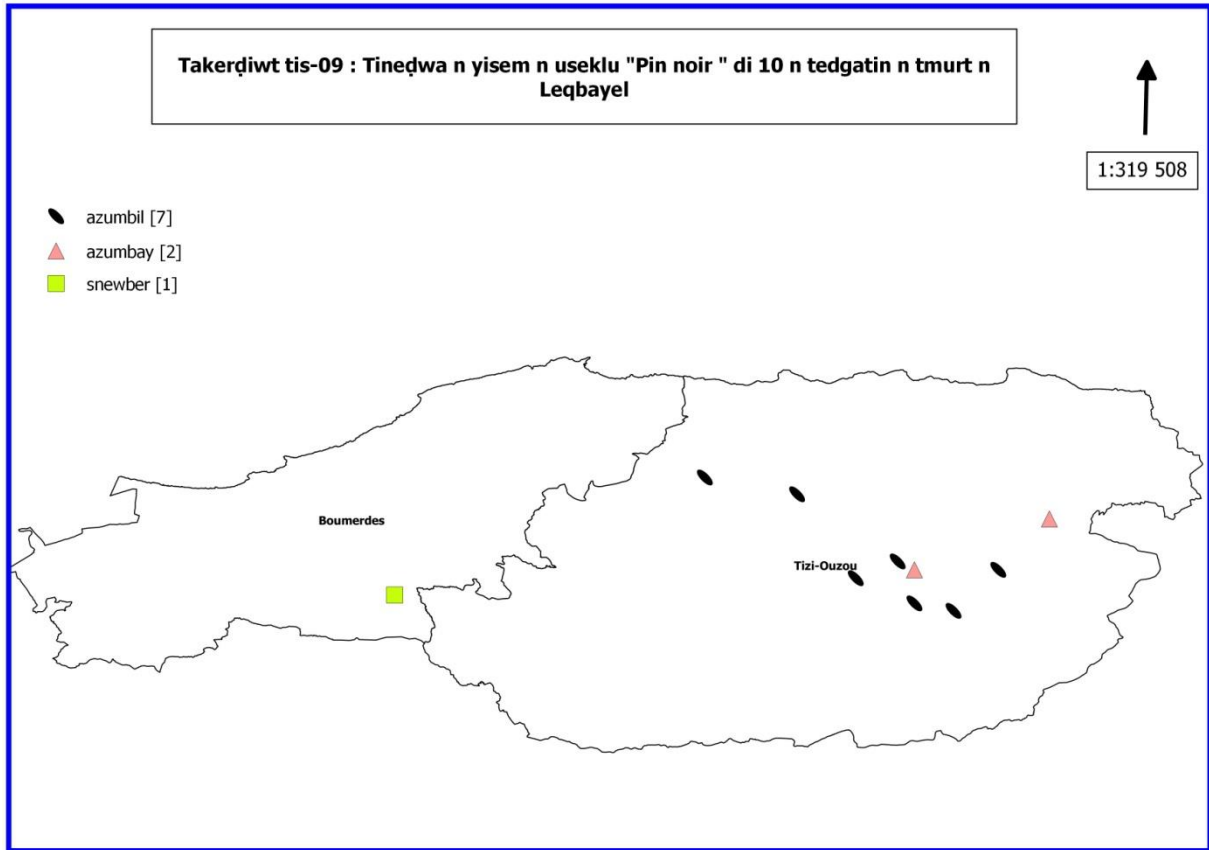 Takerḍiwt tis-09 : Tineḍwa n yisem n useklu "Pin noir " di 10 n tedgatin n tmurt n
Leqbayel
1:319 508
azumbil [7]
azumbay [2]
snewber [1]
Boumerdes
Tizi-Ouzou